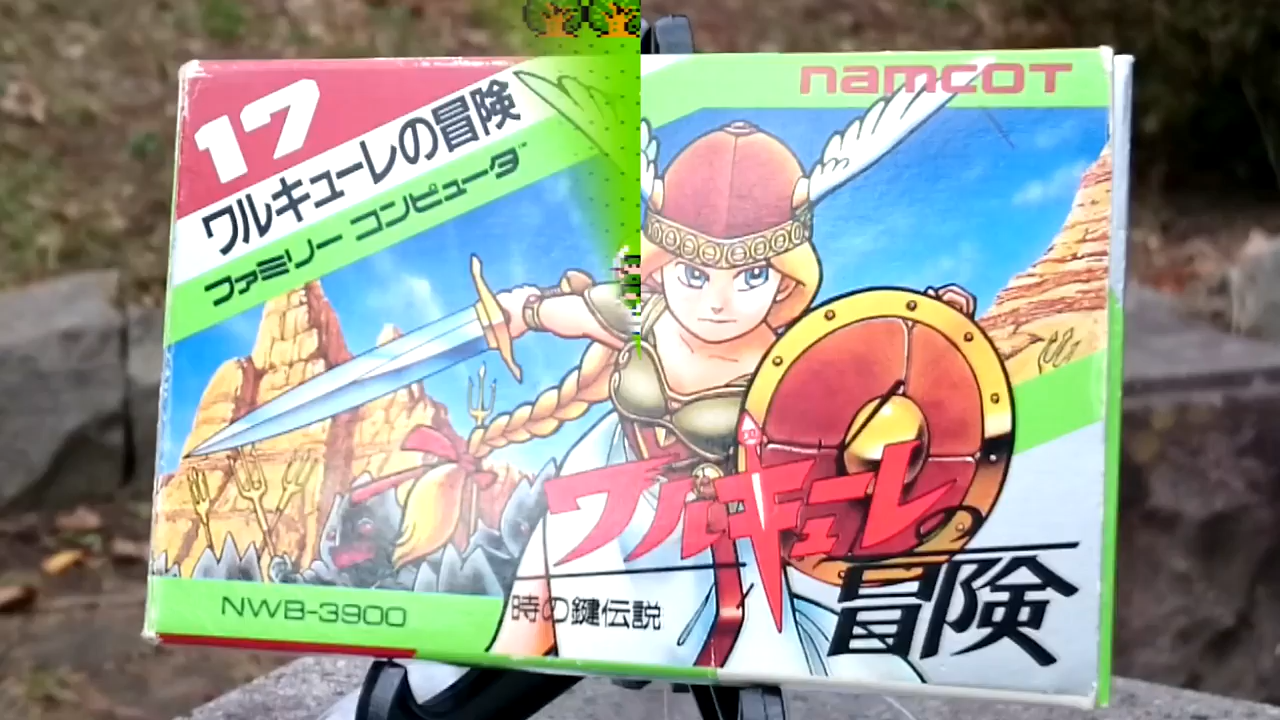 17
ワルキューレの冒険
ファミリー コンピュータ
namcoT
ワルキューレの
冒険
時の鍵伝説
NWB-3900